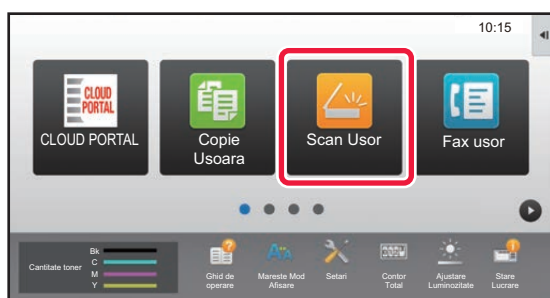 10:15
CLOUD
PORTAL
CLOUD PORTAL
Copie
Usoara
Scan Usor
Fax usor
Cantitate toner
Bk
C
M
Y
Ghid de
operare
Mareste Mod
Afisare
Setari
Contor
Total
Ajustare
Luminozitate
Stare
Lucrare